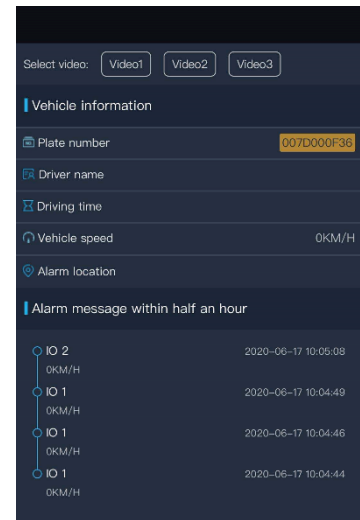 Select video: Video1 Video2 Video3
Vehicle information
Plate number 007D000F36
Driver name
Driving time
Vehicle speed 0KM/H
Alarm location
Alarm message within half an hour
IO 2 2020-06-17 10:05:08
0KM/H
IO 1 2020-06-17 10:04:49
0KM/H
IO 1 2020-06-17 10:04:46
0KM/H
IO 1 2020-06-17 10:04:44
0KM/H